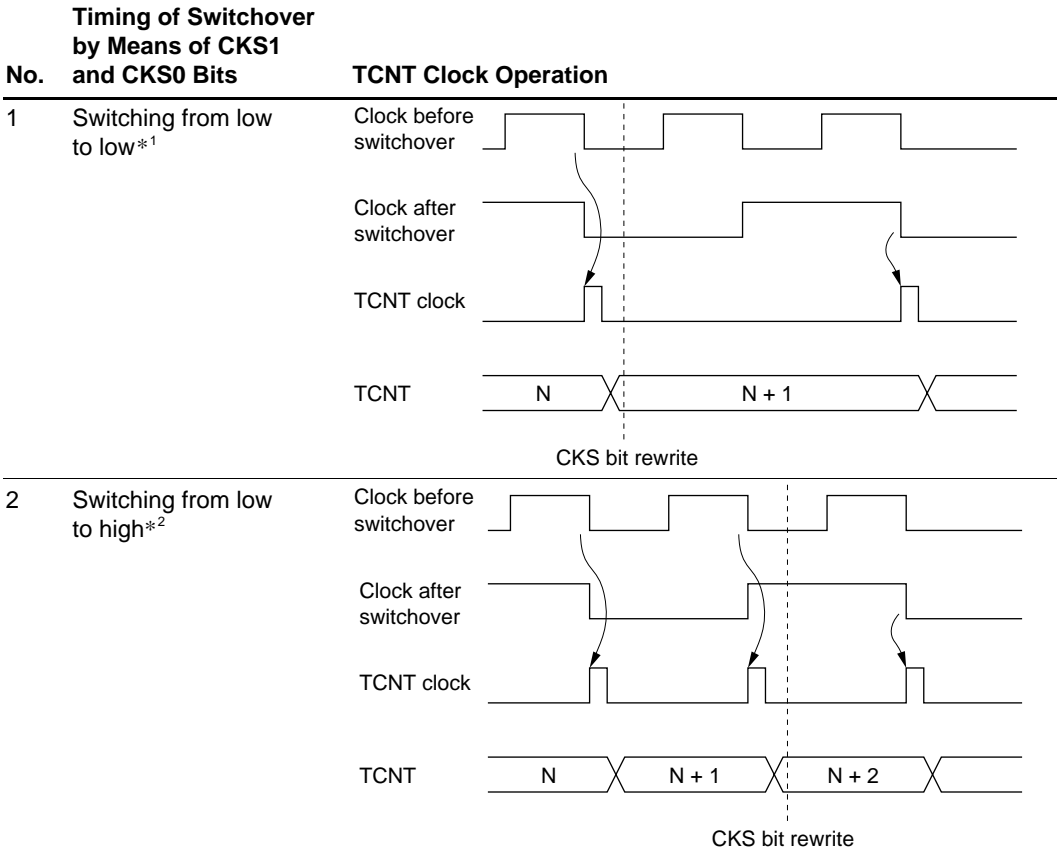 Timing of Switchover
by Means of CKS1
No. and CKS0 Bits TCNT Clock Operation
1 Switching from low
to low*1
Clock before
switchover
Clock after
switchover
TCNT clock
TCNT N N + 1
CKS bit rewrite
2 Switching from low
to high*2
Clock before
switchover
Clock after
switchover
TCNT clock
TCNT N N + 1 N + 2
CKS bit rewrite